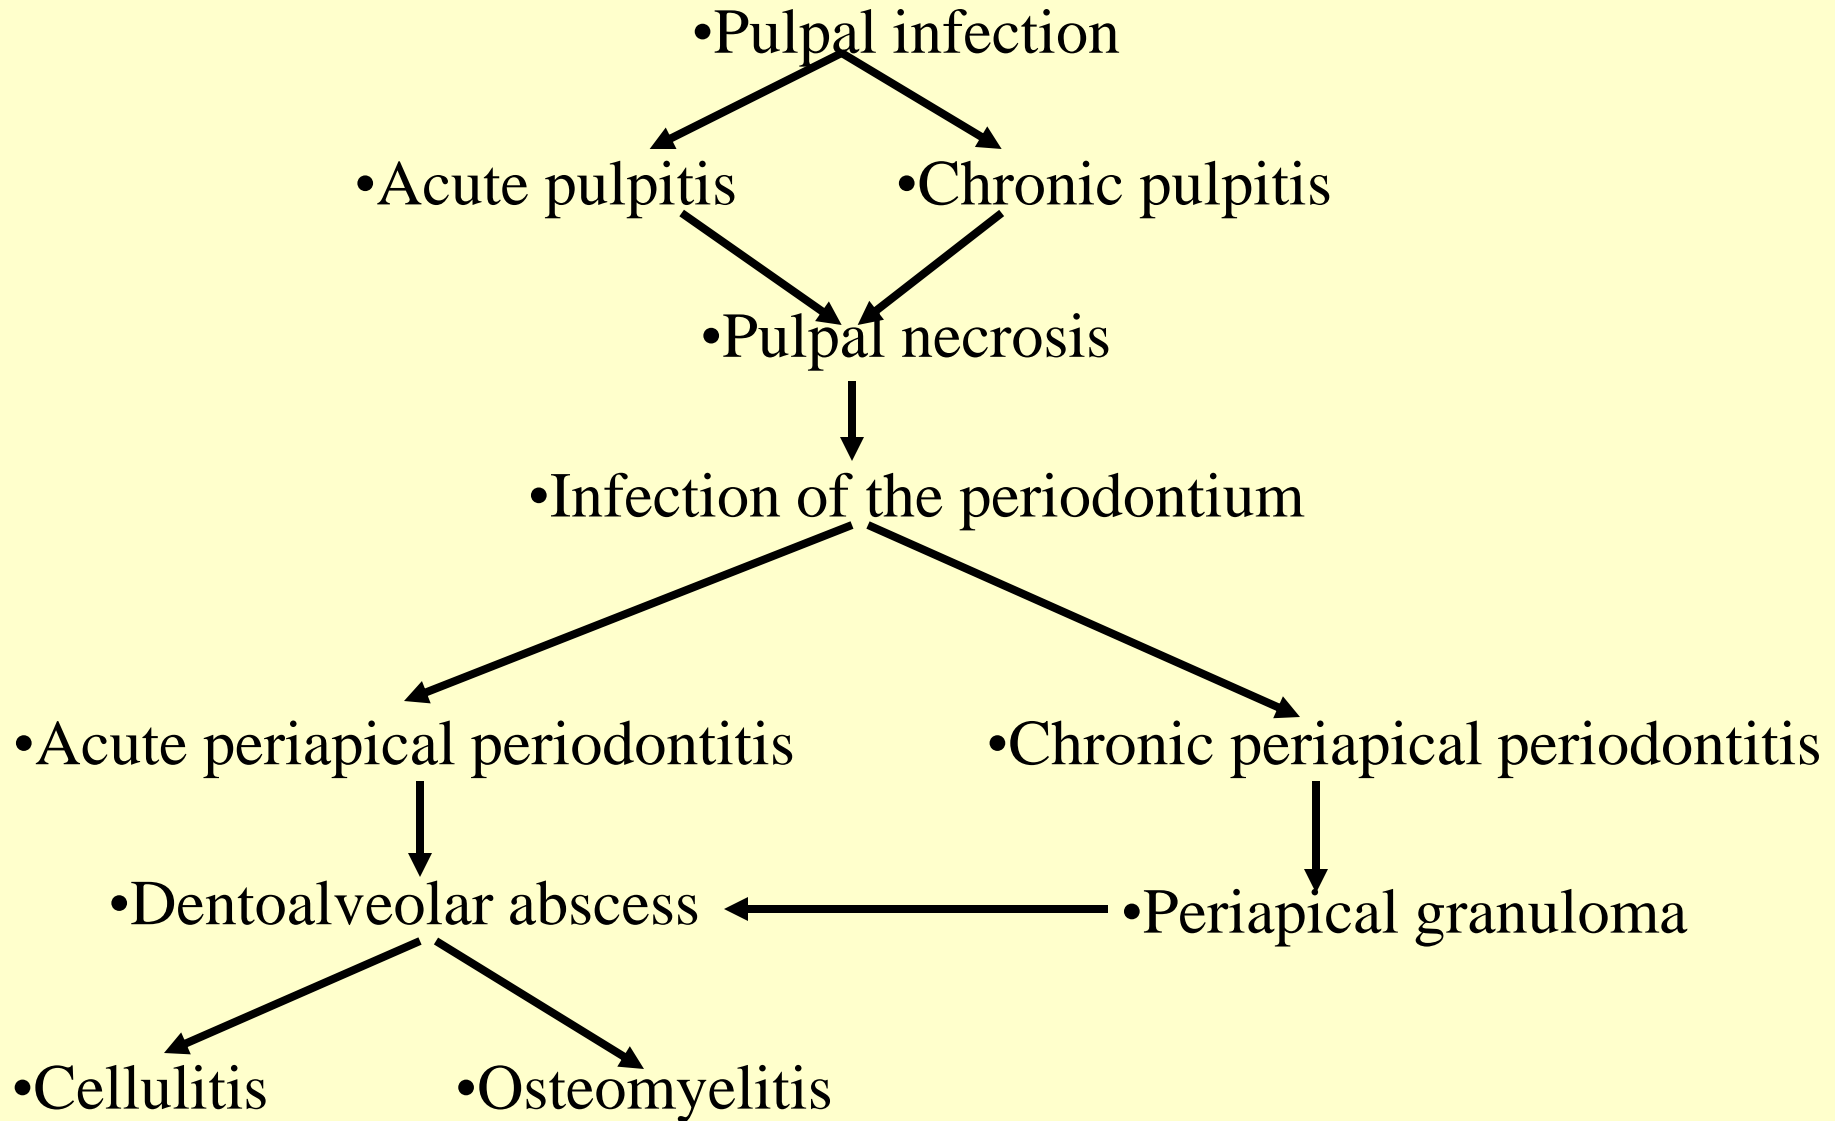 •Pulpal infection
•Acute pulpitis
•Chronic pulpitis
•Pulpal necrosis
•Infection of the periodontium
•Acute periapical periodontitis
•Chronic periapical periodontitis
•Dentoalveolar abscess
•Periapical granuloma
•Cellulitis
•Osteomyelitis